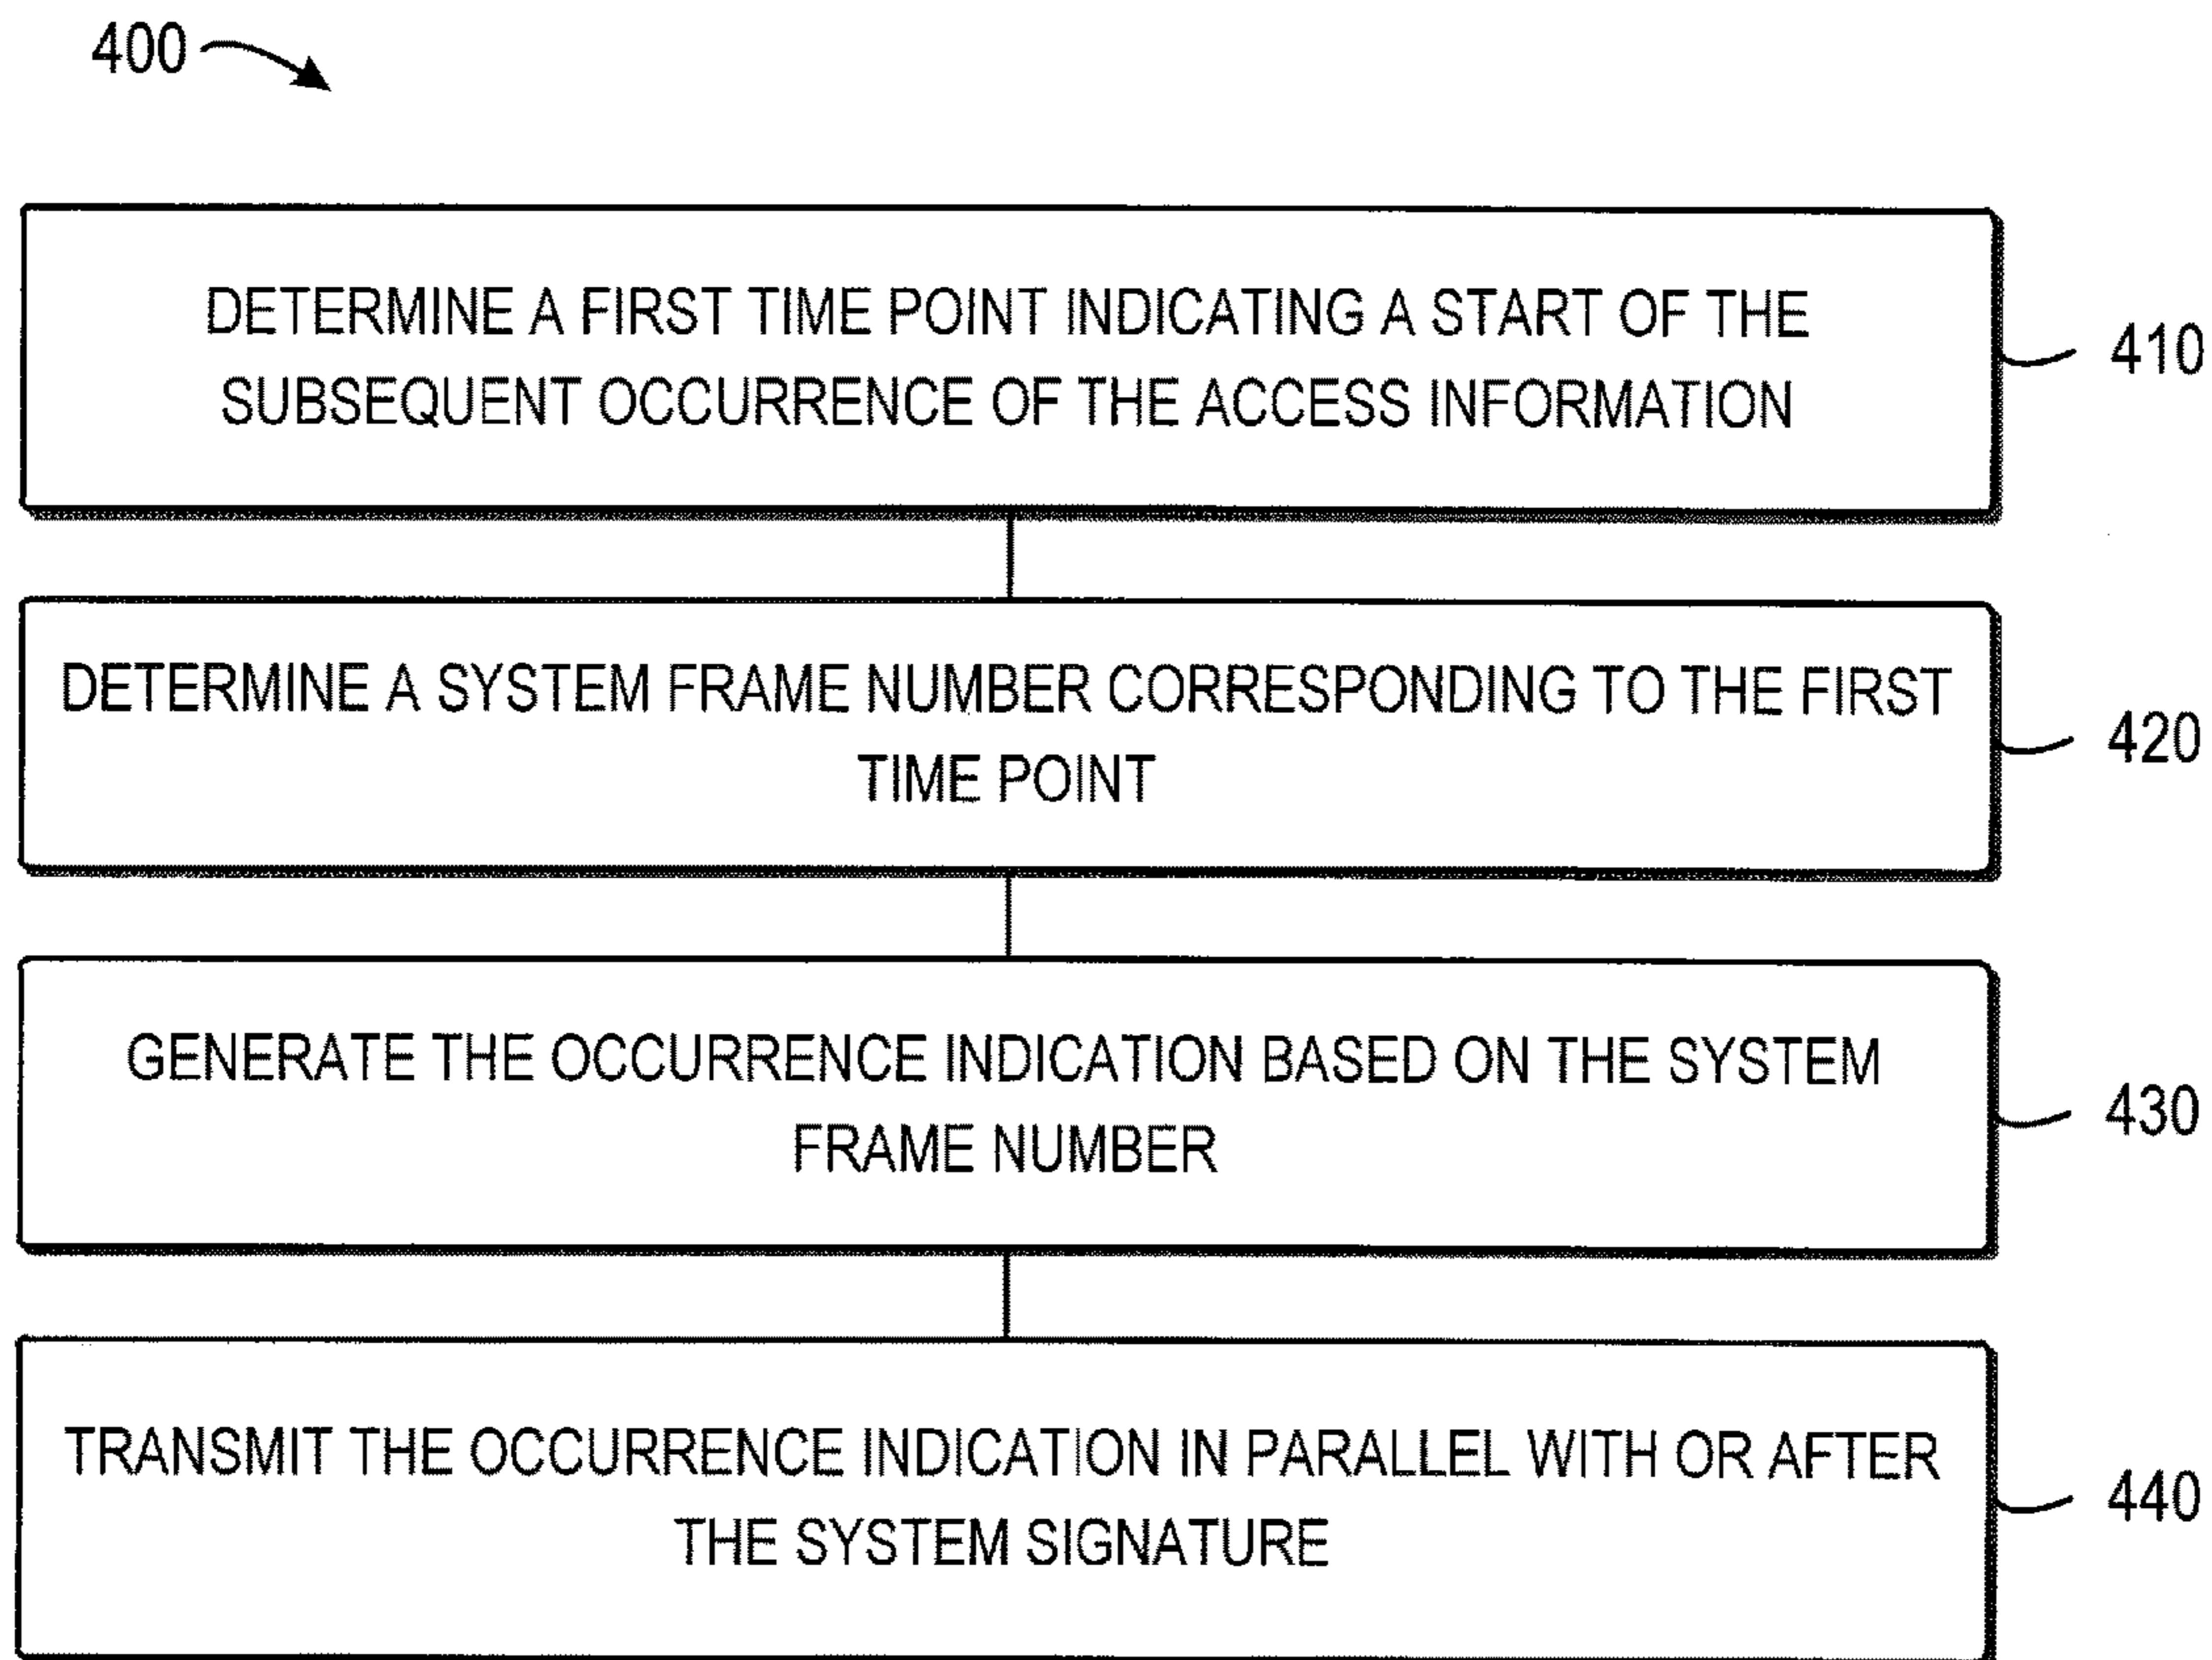 400
DETERMINE A FIRST TIME POINT INDICATING A START OF THE
SUBSEQUENT OCCURRENCE OF THE ACCESS INFORMATION
410
DETERMINE A SYSTEM FRAME NUMBER CORRESPONDING TO THE FIRST
TIME POINT
420
GENERATE THE OCCURRENCE INDICATION BASED ON THE SYSTEM
FRAME NUMBER
430
TRANSMIT THE OCCURRENCE INDICATION IN PARALLEL WITH OR AFTER
THE SYSTEM SIGNATURE
440